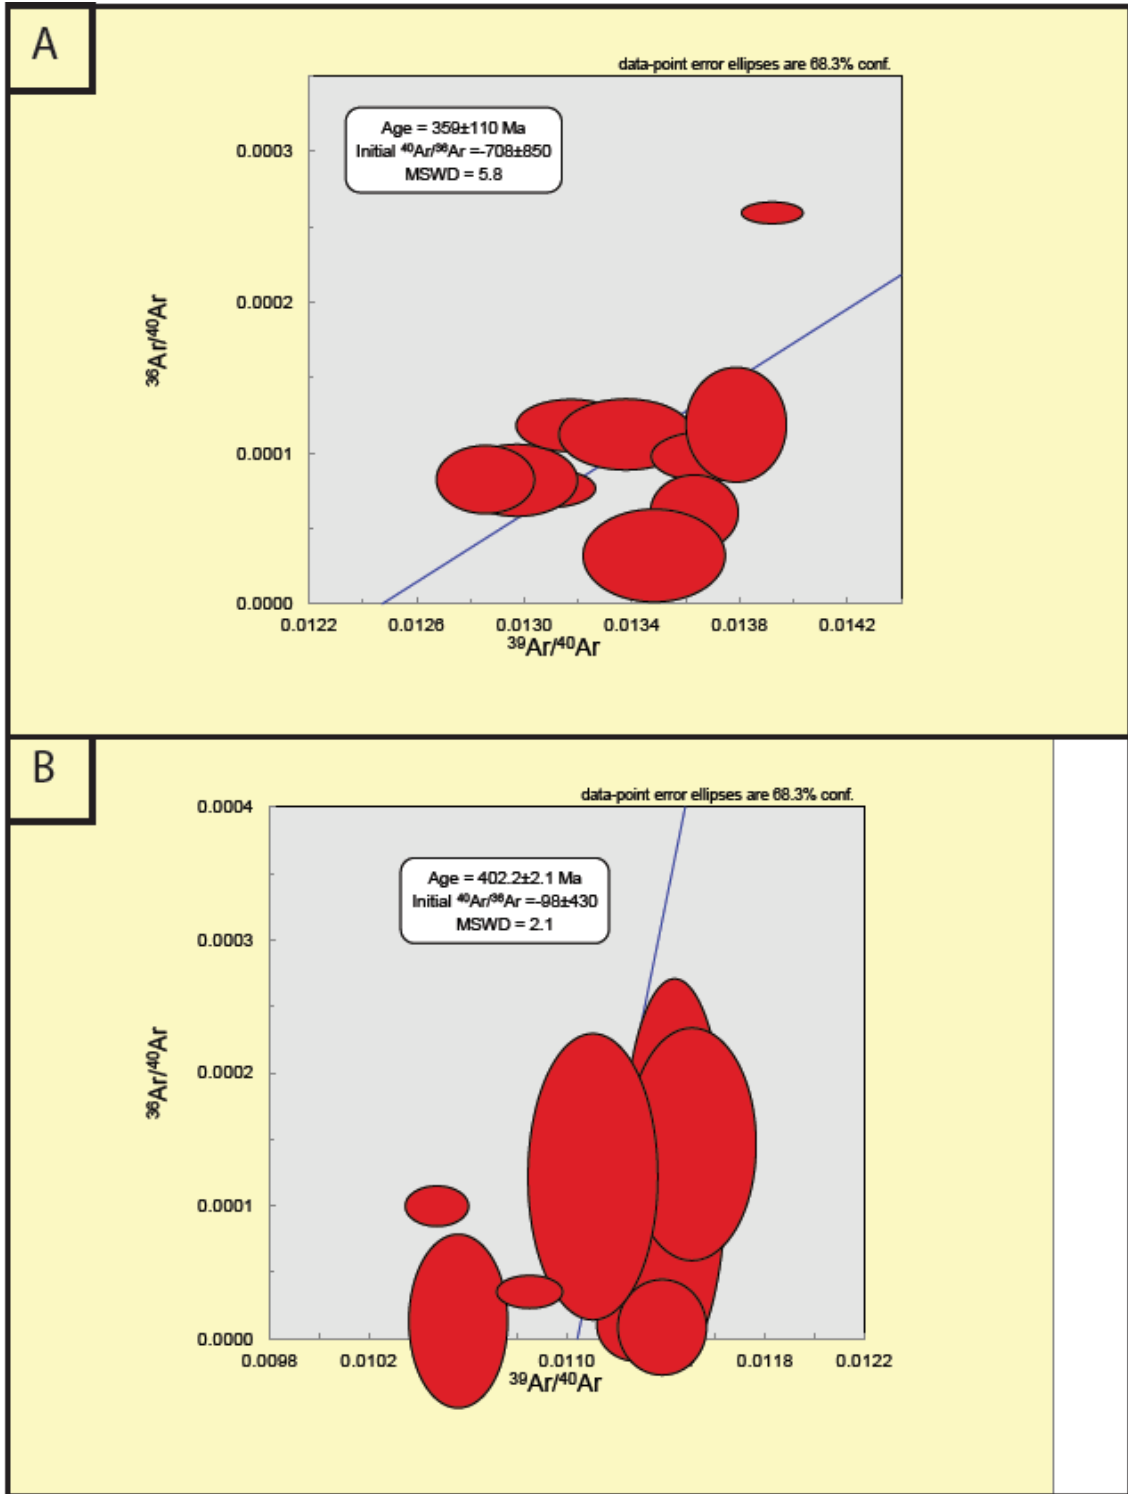 A
data-point error ellipses are 68.3% conf.
Age = 359±110 Ma
Initial ⁴⁰Ar/³⁶Ar =-708±850
MSWD = 5.8
0.0003
0.0002
0.0001
0.0000
³⁶Ar/⁴⁰Ar
0.0122 0.0126 0.0130 0.0134 0.0138 0.0142
³⁹Ar/⁴⁰Ar
B
data-point error ellipses are 68.3% conf.
Age = 402.2±2.1 Ma
Initial ⁴⁰Ar/³⁶Ar =-98±430
MSWD = 2.1
0.0004
0.0003
0.0002
0.0001
0.0000
³⁶Ar/⁴⁰Ar
0.0098 0.0102 0.0110 0.0118 0.0122
³⁹Ar/⁴⁰Ar